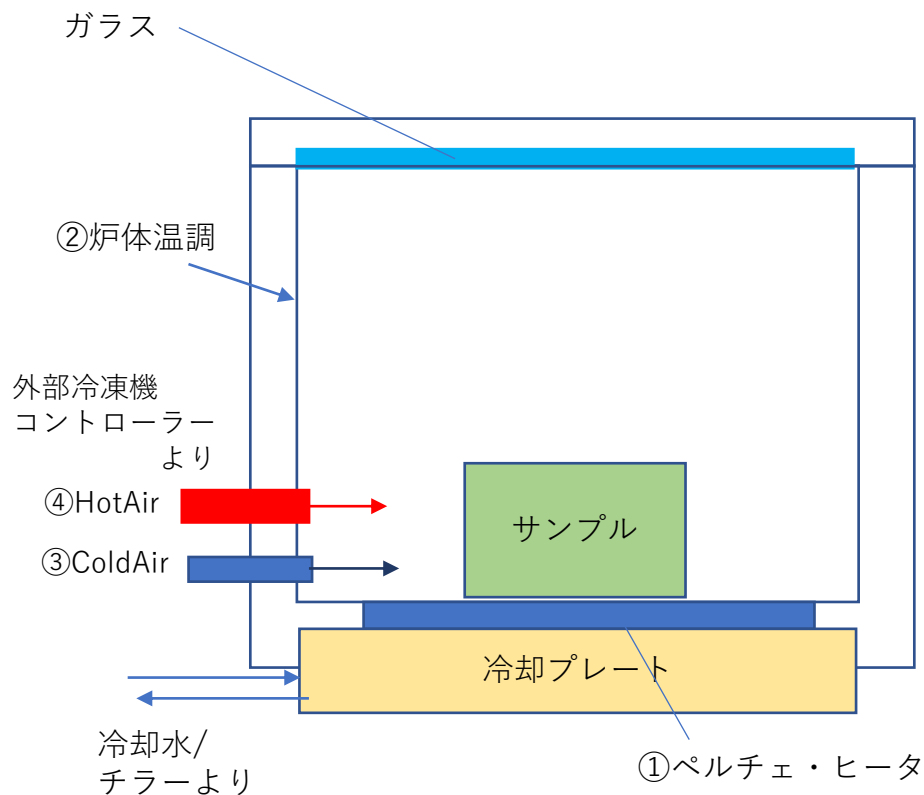 ガラス
②炉体温調
外部冷凍機
コントローラー
より
④HotAir
③ColdAir
サンプル
冷却プレート
冷却水/
チラーより
①ペルチェ・ヒータ